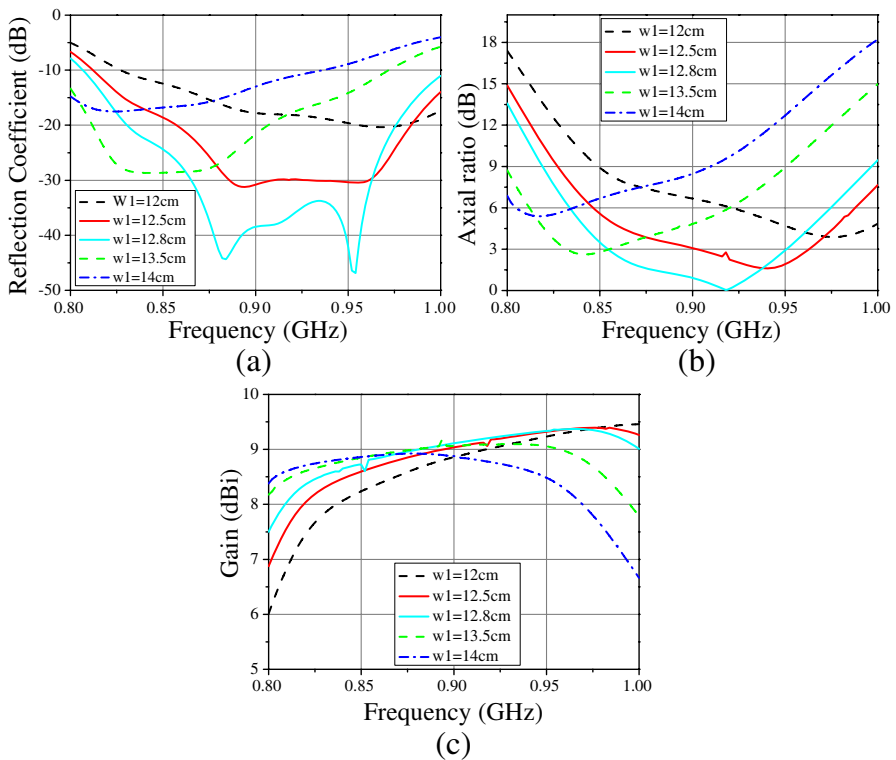 Reflection Coefficient (dB)
0
-10
-20
-30
-40
-50
W1=12cm
w1=12.5cm
w1=12.8cm
w1=13.5cm
w1=14cm
0.80 0.85 0.90 0.95 1.00
Frequency (GHz)
(a)
Axial ratio (dB)
18
15
12
9
6
3
0
w1=12cm
w1=12.5cm
w1=12.8cm
w1=13.5cm
w1=14cm
0.80 0.85 0.90 0.95 1.00
Frequency (GHz)
(b)
Gain (dBi)
10
9
8
7
6
5
w1=12cm
w1=12.5cm
w1=12.8cm
w1=13.5cm
w1=14cm
0.80 0.85 0.90 0.95 1.00
Frequency (GHz)
(c)